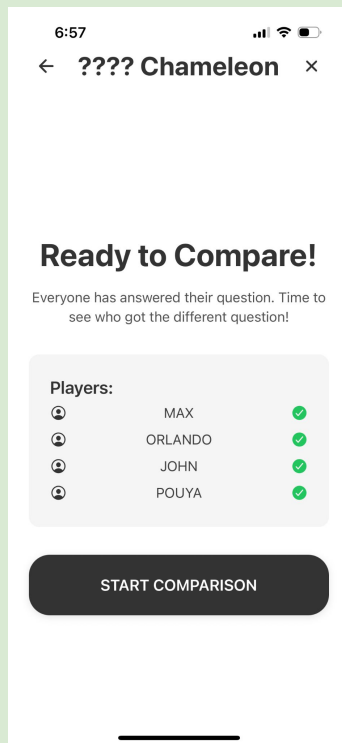 6:57
???? Chameleon
Ready to Compare!
Everyone has answered their question. Time to
see who got the different question!
Players:
MAX
ORLANDO
JOHN
POUYA
START COMPARISON